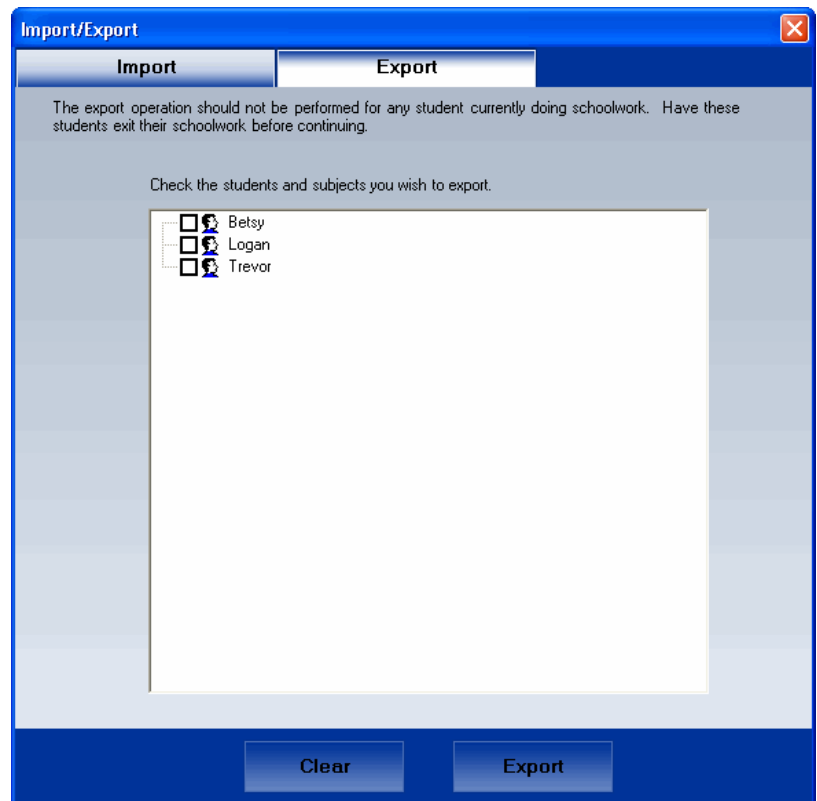 Import/Export
Import Export
The export operation should not be performed for any student currently doing schoolwork. Have these
students exit their schoolwork before continuing.
Check the students and subjects you wish to export.
Betsy
Logan
Trevor
Clear Export